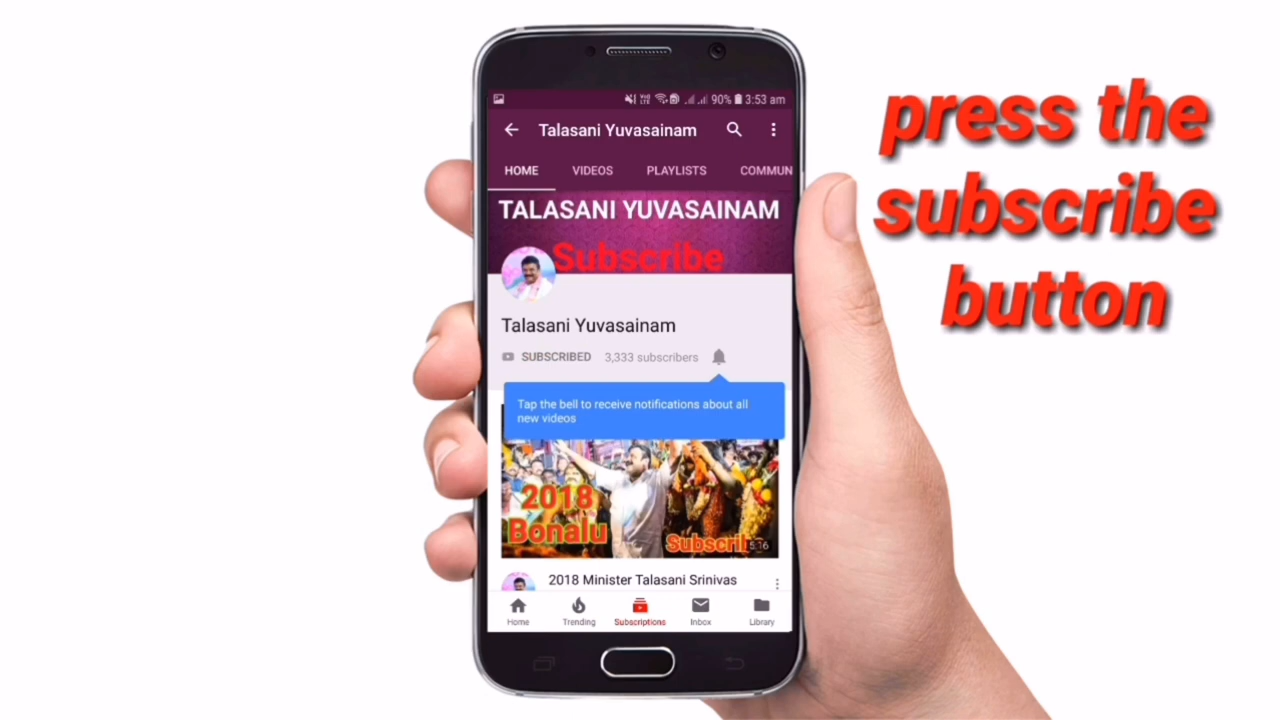 90% 3:53 am
Talasani Yuvasainam
HOME VIDEOS PLAYLISTS COMMUN
TALASANI YUVASAINAM
Subscribe
Talasani Yuvasainam
SUBSCRIBED 3,333 subscribers
Tap the bell to receive notifications about all
new videos
2018
Bonalu
Subscri 5:16
2018 Minister Talasani Srinivas
Home Trending Subscriptions Inbox Library
press the
subscribe
button